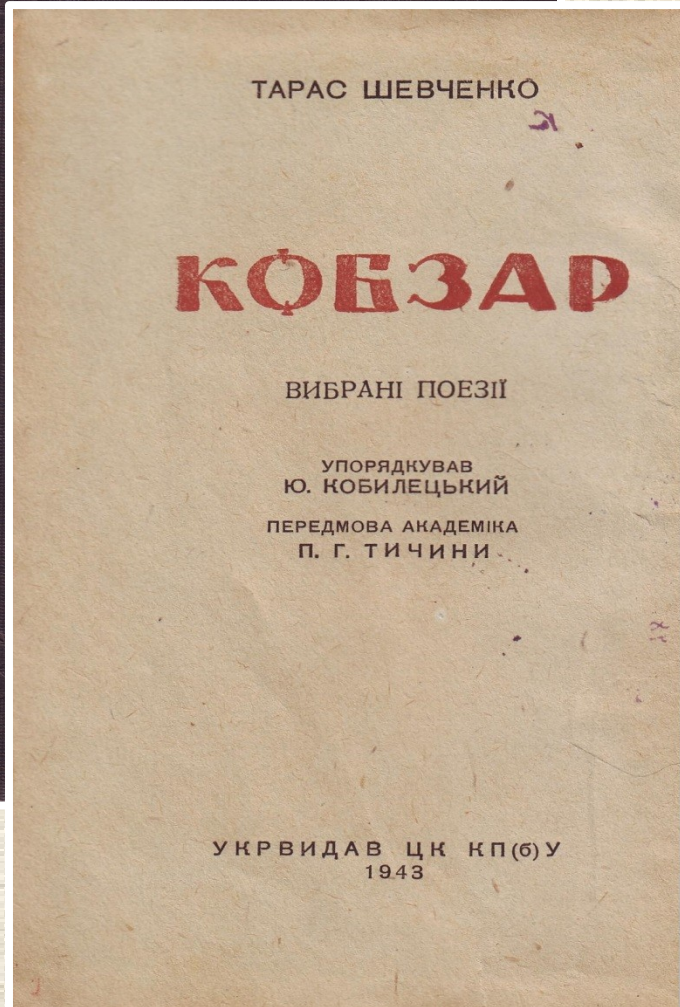 ТАРАС ШЕВЧЕНКО
КОБЗАР
ВИБРАНІ ПОЕЗІЇ
УПОРЯДКУВАВ
Ю. КОБИЛЕЦЬКИЙ
ПЕРЕДМОВА АКАДЕМІКА
П. Г. ТИЧИНИ
УКРВИДАВ ЦК КП(б)У
1943